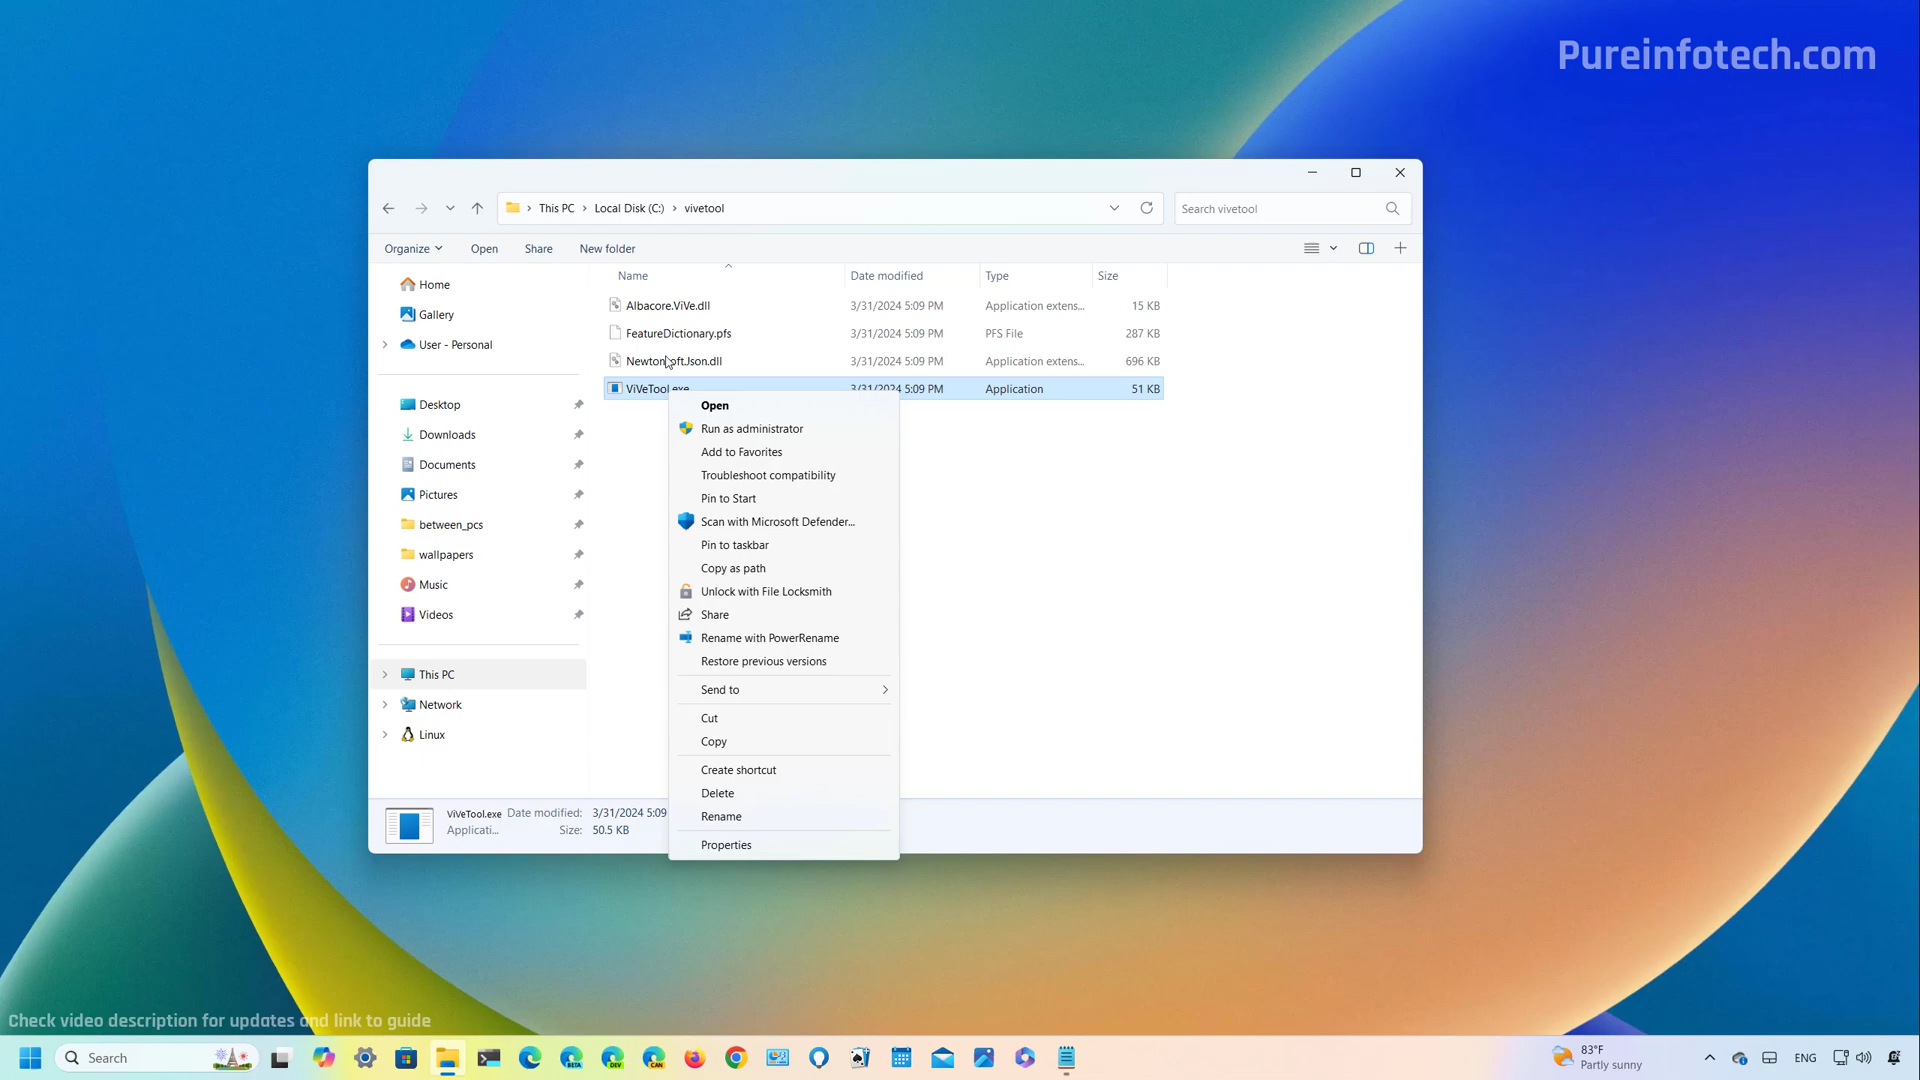 Pureinfotech.com
This PC
Local Disk (C:)
vivetool
Search vivetool
Organize
Open
Share
New folder
Name
Date modified
Type
Size
Home
Gallery
User - Personal
Desktop
Downloads
Documents
Pictures
between_pcs
wallpapers
Music
Videos
This PC
Network
Linux
Albacore.ViVe.dll 3/31/2024 5:09 PM Application extens... 15 KB
FeatureDictionary.pfs 3/31/2024 5:09 PM PFS File 287 KB
Newtonsoft.Json.dll 3/31/2024 5:09 PM Application extens... 696 KB
ViVeTool.exe 3/31/2024 5:09 PM Application 51 KB
Open
Run as administrator
Add to Favorites
Troubleshoot compatibility
Pin to Start
Scan with Microsoft Defender...
Pin to taskbar
Copy as path
Unlock with File Locksmith
Share
Rename with PowerRename
Restore previous versions
Send to
Cut
Copy
Create shortcut
Delete
Rename
Properties
ViVeTool.exe Date modified: 3/31/2024 5:09
Applicati... Size: 50.5 KB
Check video description for updates and link to guide
Search
BETA
DEV
CAN
83°F
Partly sunny
ENG